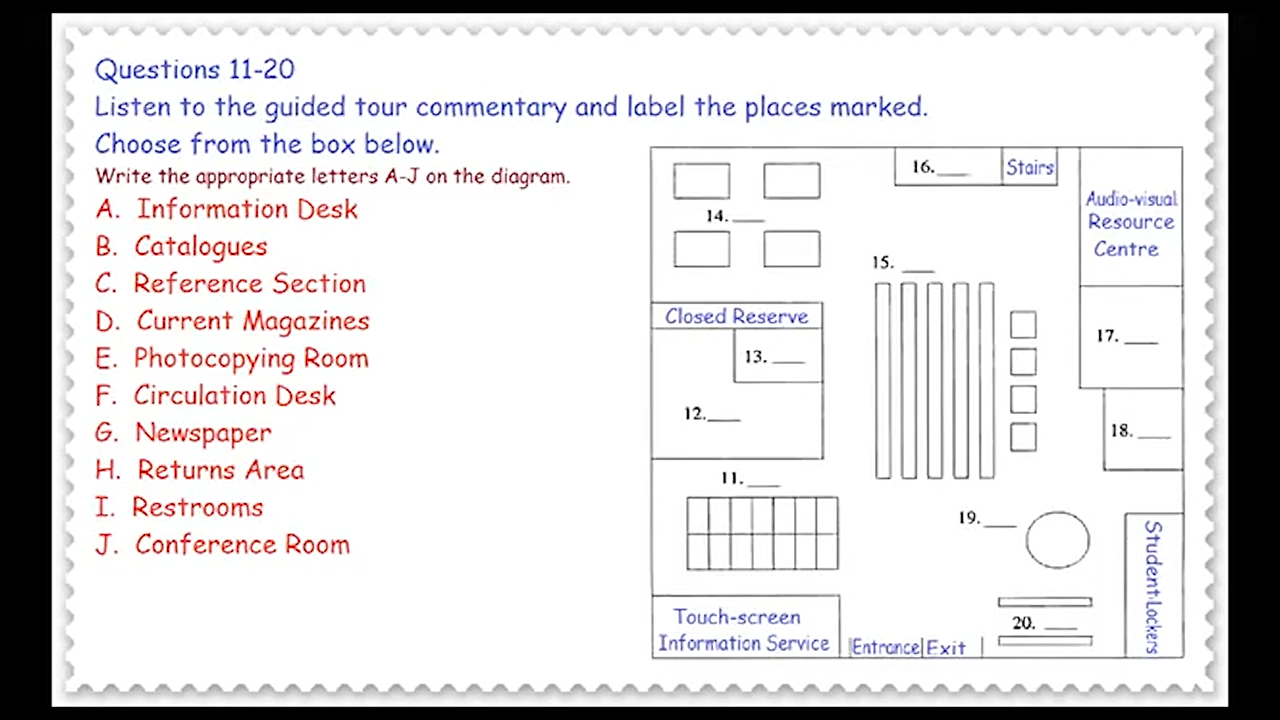 Questions 11-20
Listen to the guided tour commentary and label the places marked.
Choose from the box below.
Write the appropriate letters A-J on the diagram.
A. Information Desk
B. Catalogues
C. Reference Section
D. Current Magazines
E. Photocopying Room
F. Circulation Desk
G. Newspaper
H. Returns Area
I. Restrooms
J. Conference Room
16. ____
Stairs
Audio-visual
Resource
Centre
14. ____
15. ____
Closed Reserve
13. ____
17. ____
12. ____
18. ____
11. ____
19. ____
Student Lockers
Touch-screen
Information Service
20. ____
Entrance
Exit